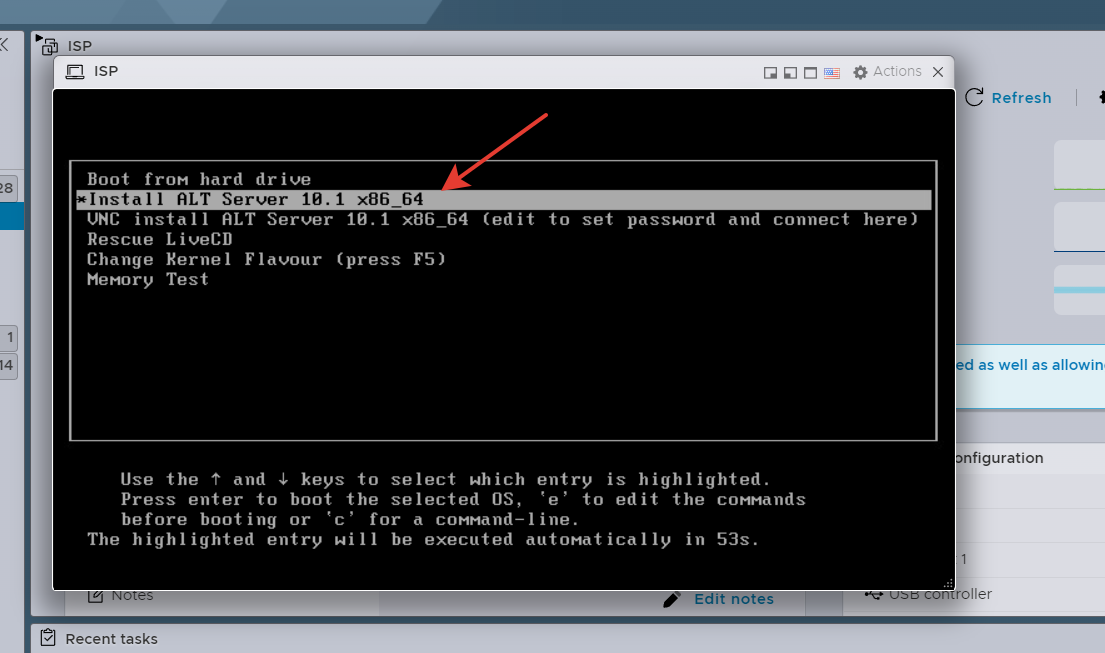 ISP
ISP
Actions
Refresh
28
Boot from hard drive
*Install ALT Server 10.1 x86_64
VNC install ALT Server 10.1 x86_64 (edit to set password and connect here)
Rescue LiveCD
Change Kernel Flavour (press F5)
Memory Test
1
14
ed as well as allowin
onfiguration
Use the ↑ and ↓ keys to select which entry is highlighted.
Press enter to boot the selected OS, `e' to edit the commands
before booting or `c' for a command-line.
The highlighted entry will be executed automatically in 53s.
1
Notes
Edit notes
USB controller
Recent tasks